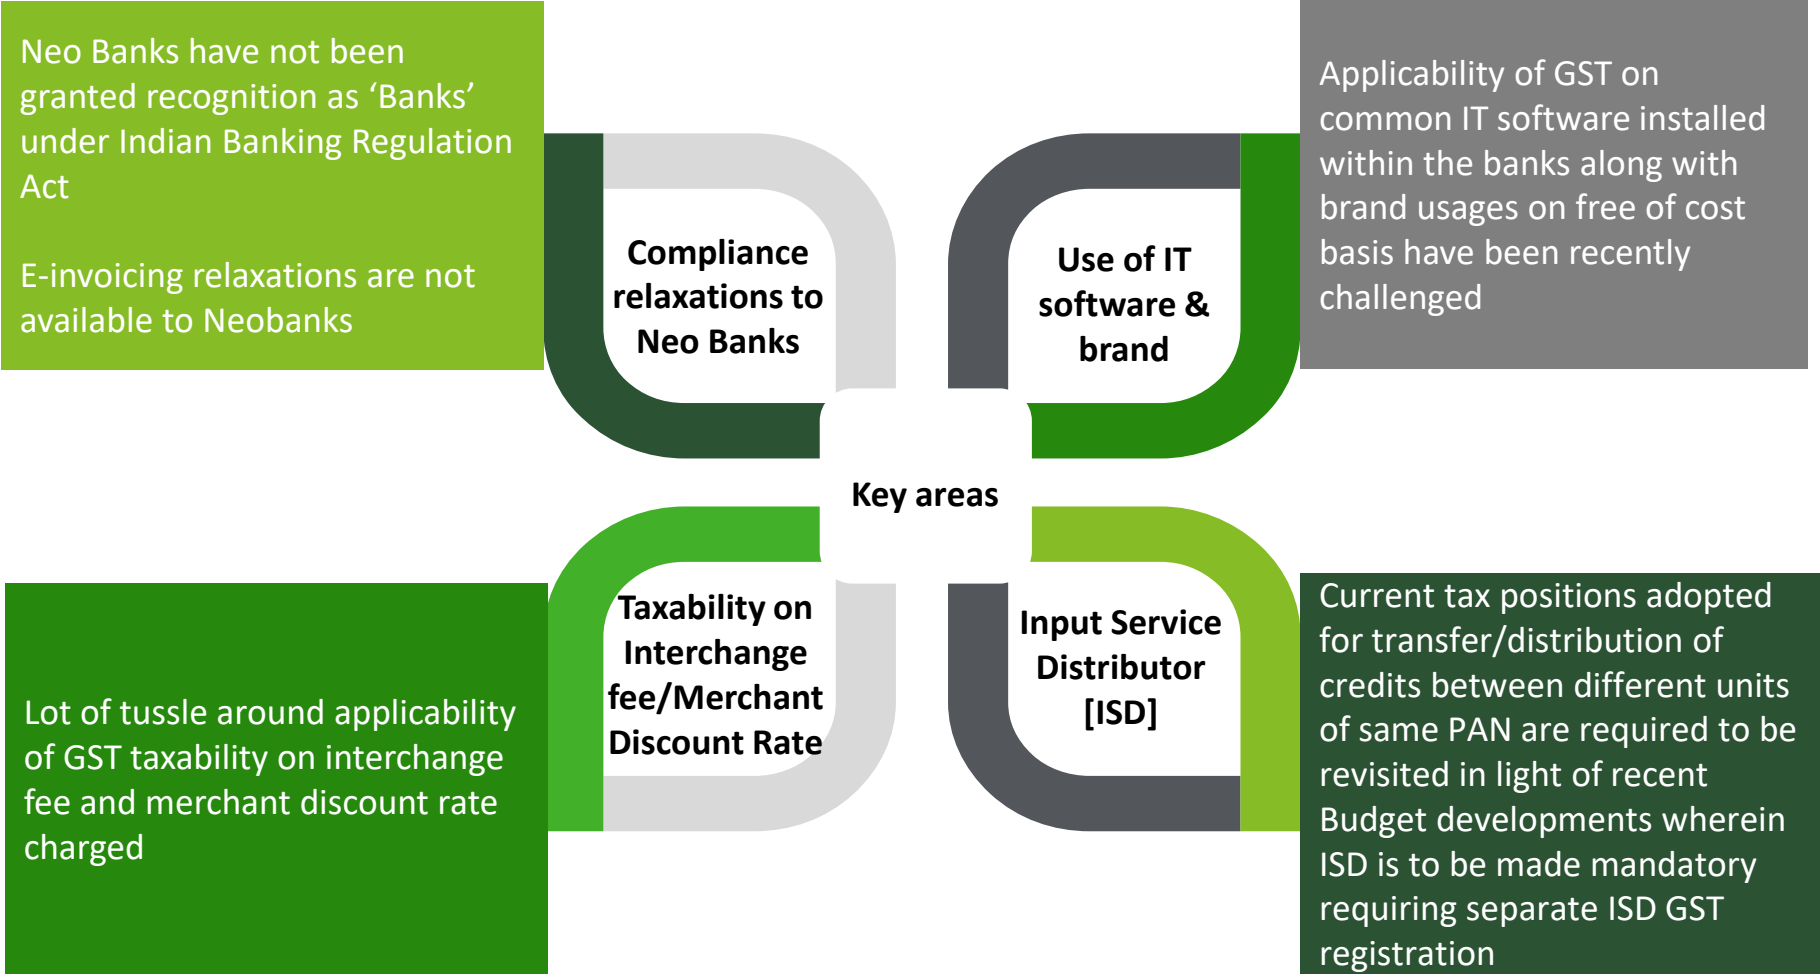 Neo Banks have not been
granted recognition as ‘Banks’
under Indian Banking Regulation
Act
E-invoicing relaxations are not
available to Neobanks
Compliance
relaxations to
Neo Banks
Use of IT
software &
brand
Applicability of GST on
common IT software installed
within the banks along with
brand usages on free of cost
basis have been recently
challenged
Key areas
Lot of tussle around applicability
of GST taxability on interchange
fee and merchant discount rate
charged
Taxability on
Interchange
fee/Merchant
Discount Rate
Input Service
Distributor
[ISD]
Current tax positions adopted
for transfer/distribution of
credits between different units
of same PAN are required to be
revisited in light of recent
Budget developments wherein
ISD is to be made mandatory
requiring separate ISD GST
registration